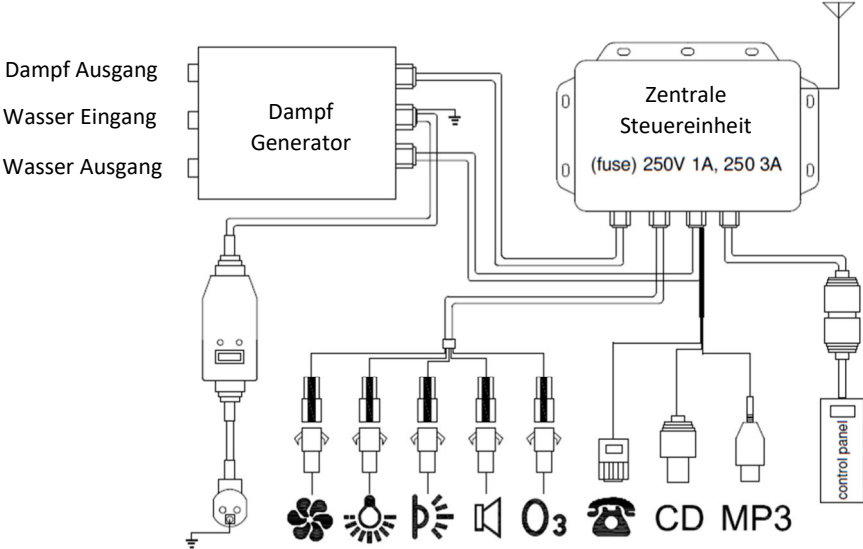 Dampf Ausgang
Wasser Eingang
Wasser Ausgang
Dampf
Generator
Zentrale
Steuereinheit
(fuse) 250V 1A, 250 3A
control panel
O3
CD
MP3